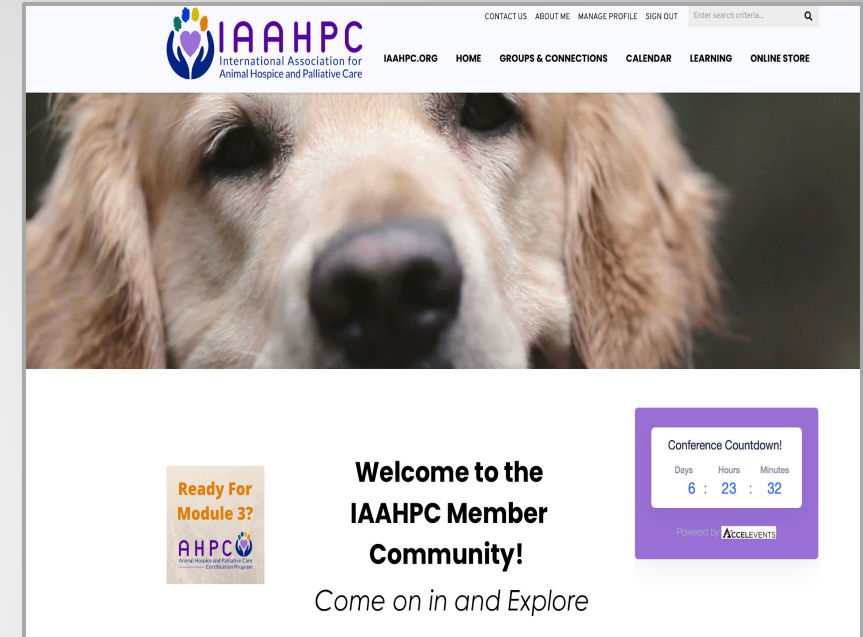 CONTACT US ABOUT ME MANAGE PROFILE SIGN OUT Enter search criteria...
IAAHPC
International Association for
Animal Hospice and Palliative Care
IAAHPC.ORG HOME GROUPS & CONNECTIONS CALENDAR LEARNING ONLINE STORE
Ready For
Module 3?
AHPC
Animal Hospice and Palliative Care
Certification Program
Welcome to the
IAAHPC Member
Community!
Come on in and Explore
Conference Countdown!
Days Hours Minutes
6 : 23 : 32
Powered by ACCELEVENTS